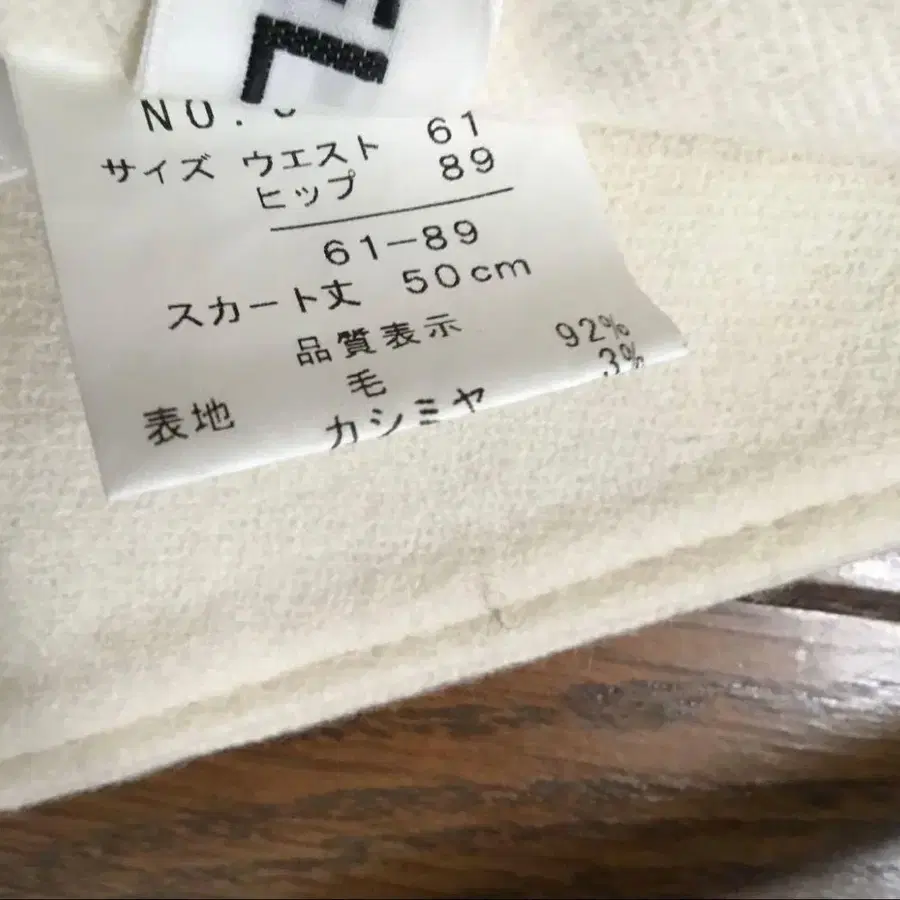 NO.
サイズ ウエスト 61
ヒップ 89
61-89
スカート丈 50cm
品質表示
表地 毛 92%
カシミヤ 3%